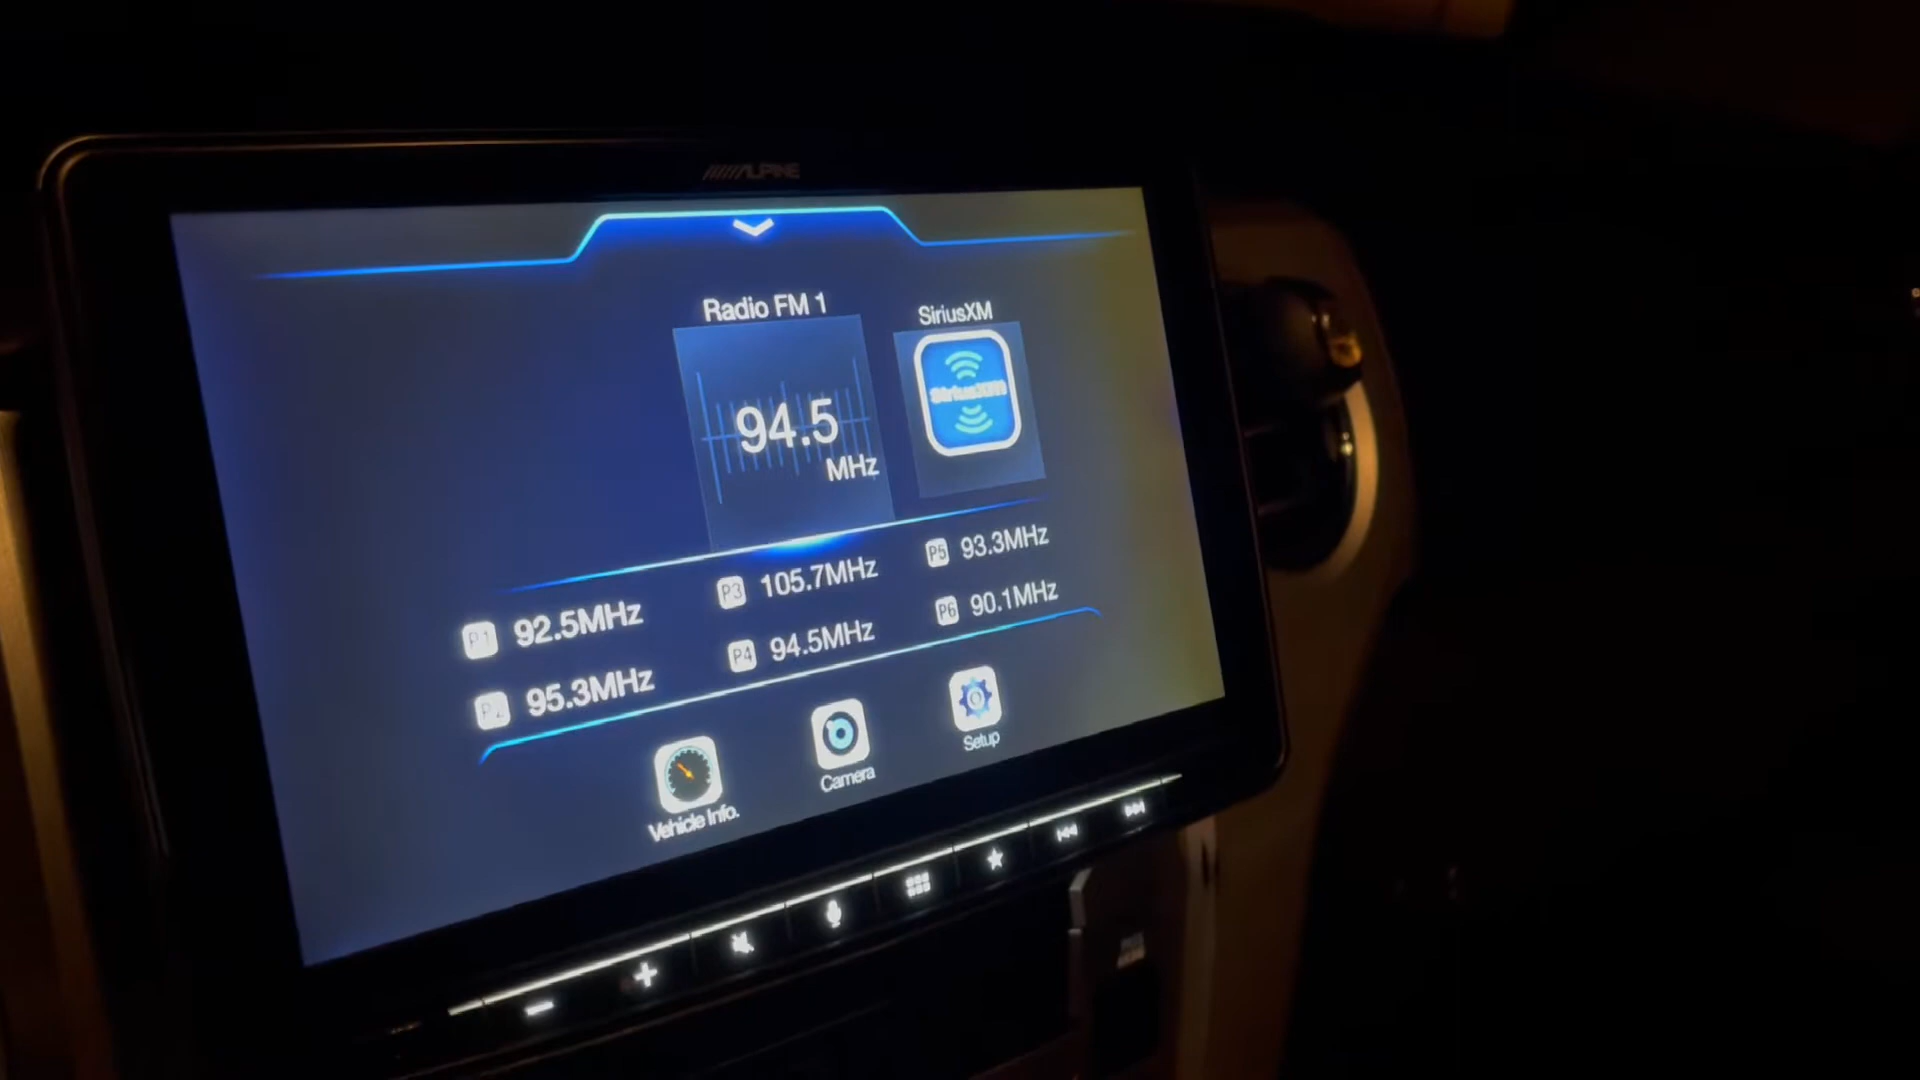 ALPINE
Radio FM 1
SiriusXM
SiriusXM
94.5
MHz
P1 92.5MHz
P3 105.7MHz
P5 93.3MHz
P2 95.3MHz
P4 94.5MHz
P6 90.1MHz
Vehicle Info.
Camera
Setup